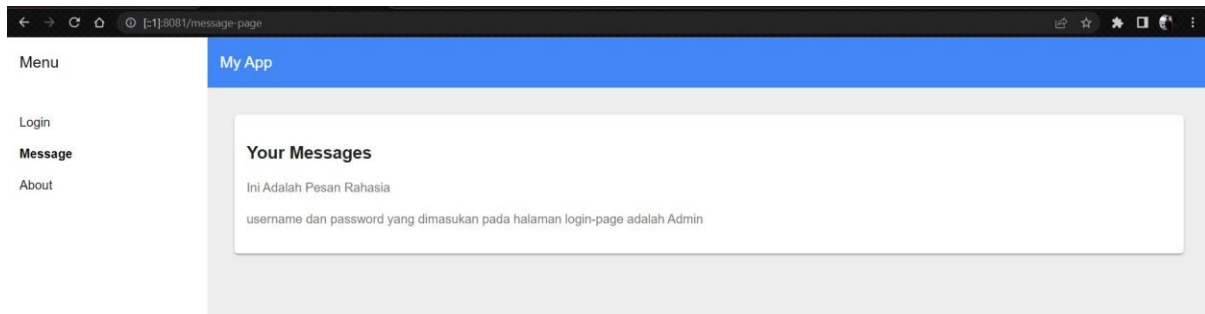 [::1]:8081/message-page
Menu
My App
Login
Message
About
Your Messages
Ini Adalah Pesan Rahasia
username dan password yang dimasukan pada halaman login-page adalah Admin